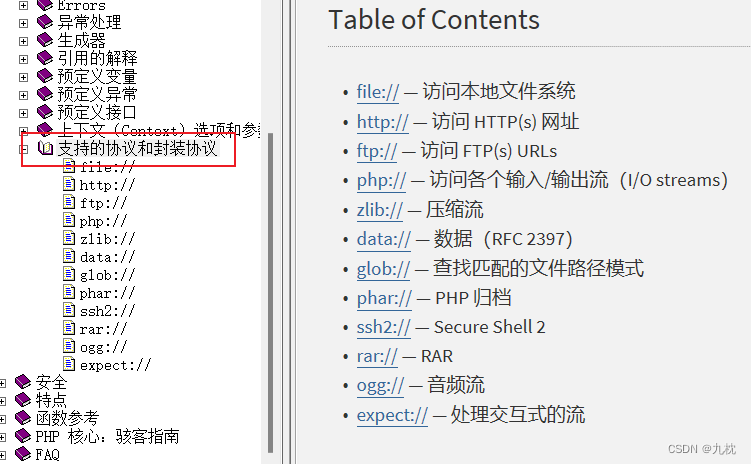 Errors
异常处理
生成器
引用的解释
预定义变量
预定义异常
预定义接口
上下文（Context）选项和参数
支持的协议和封装协议
file://
http://
ftp://
php://
zlib://
data://
glob://
phar://
ssh2://
rar://
ogg://
expect://
安全
特点
函数参考
PHP 核心：骇客指南
FAQ
Table of Contents
• file:// — 访问本地文件系统
• http:// — 访问 HTTP(s) 网址
• ftp:// — 访问 FTP(s) URLs
• php:// — 访问各个输入/输出流（I/O streams）
• zlib:// — 压缩流
• data:// — 数据（RFC 2397）
• glob:// — 查找匹配的文件路径模式
• phar:// — PHP 归档
• ssh2:// — Secure Shell 2
• rar:// — RAR
• ogg:// — 音频流
• expect:// — 处理交互式的流
CSDN @九枕